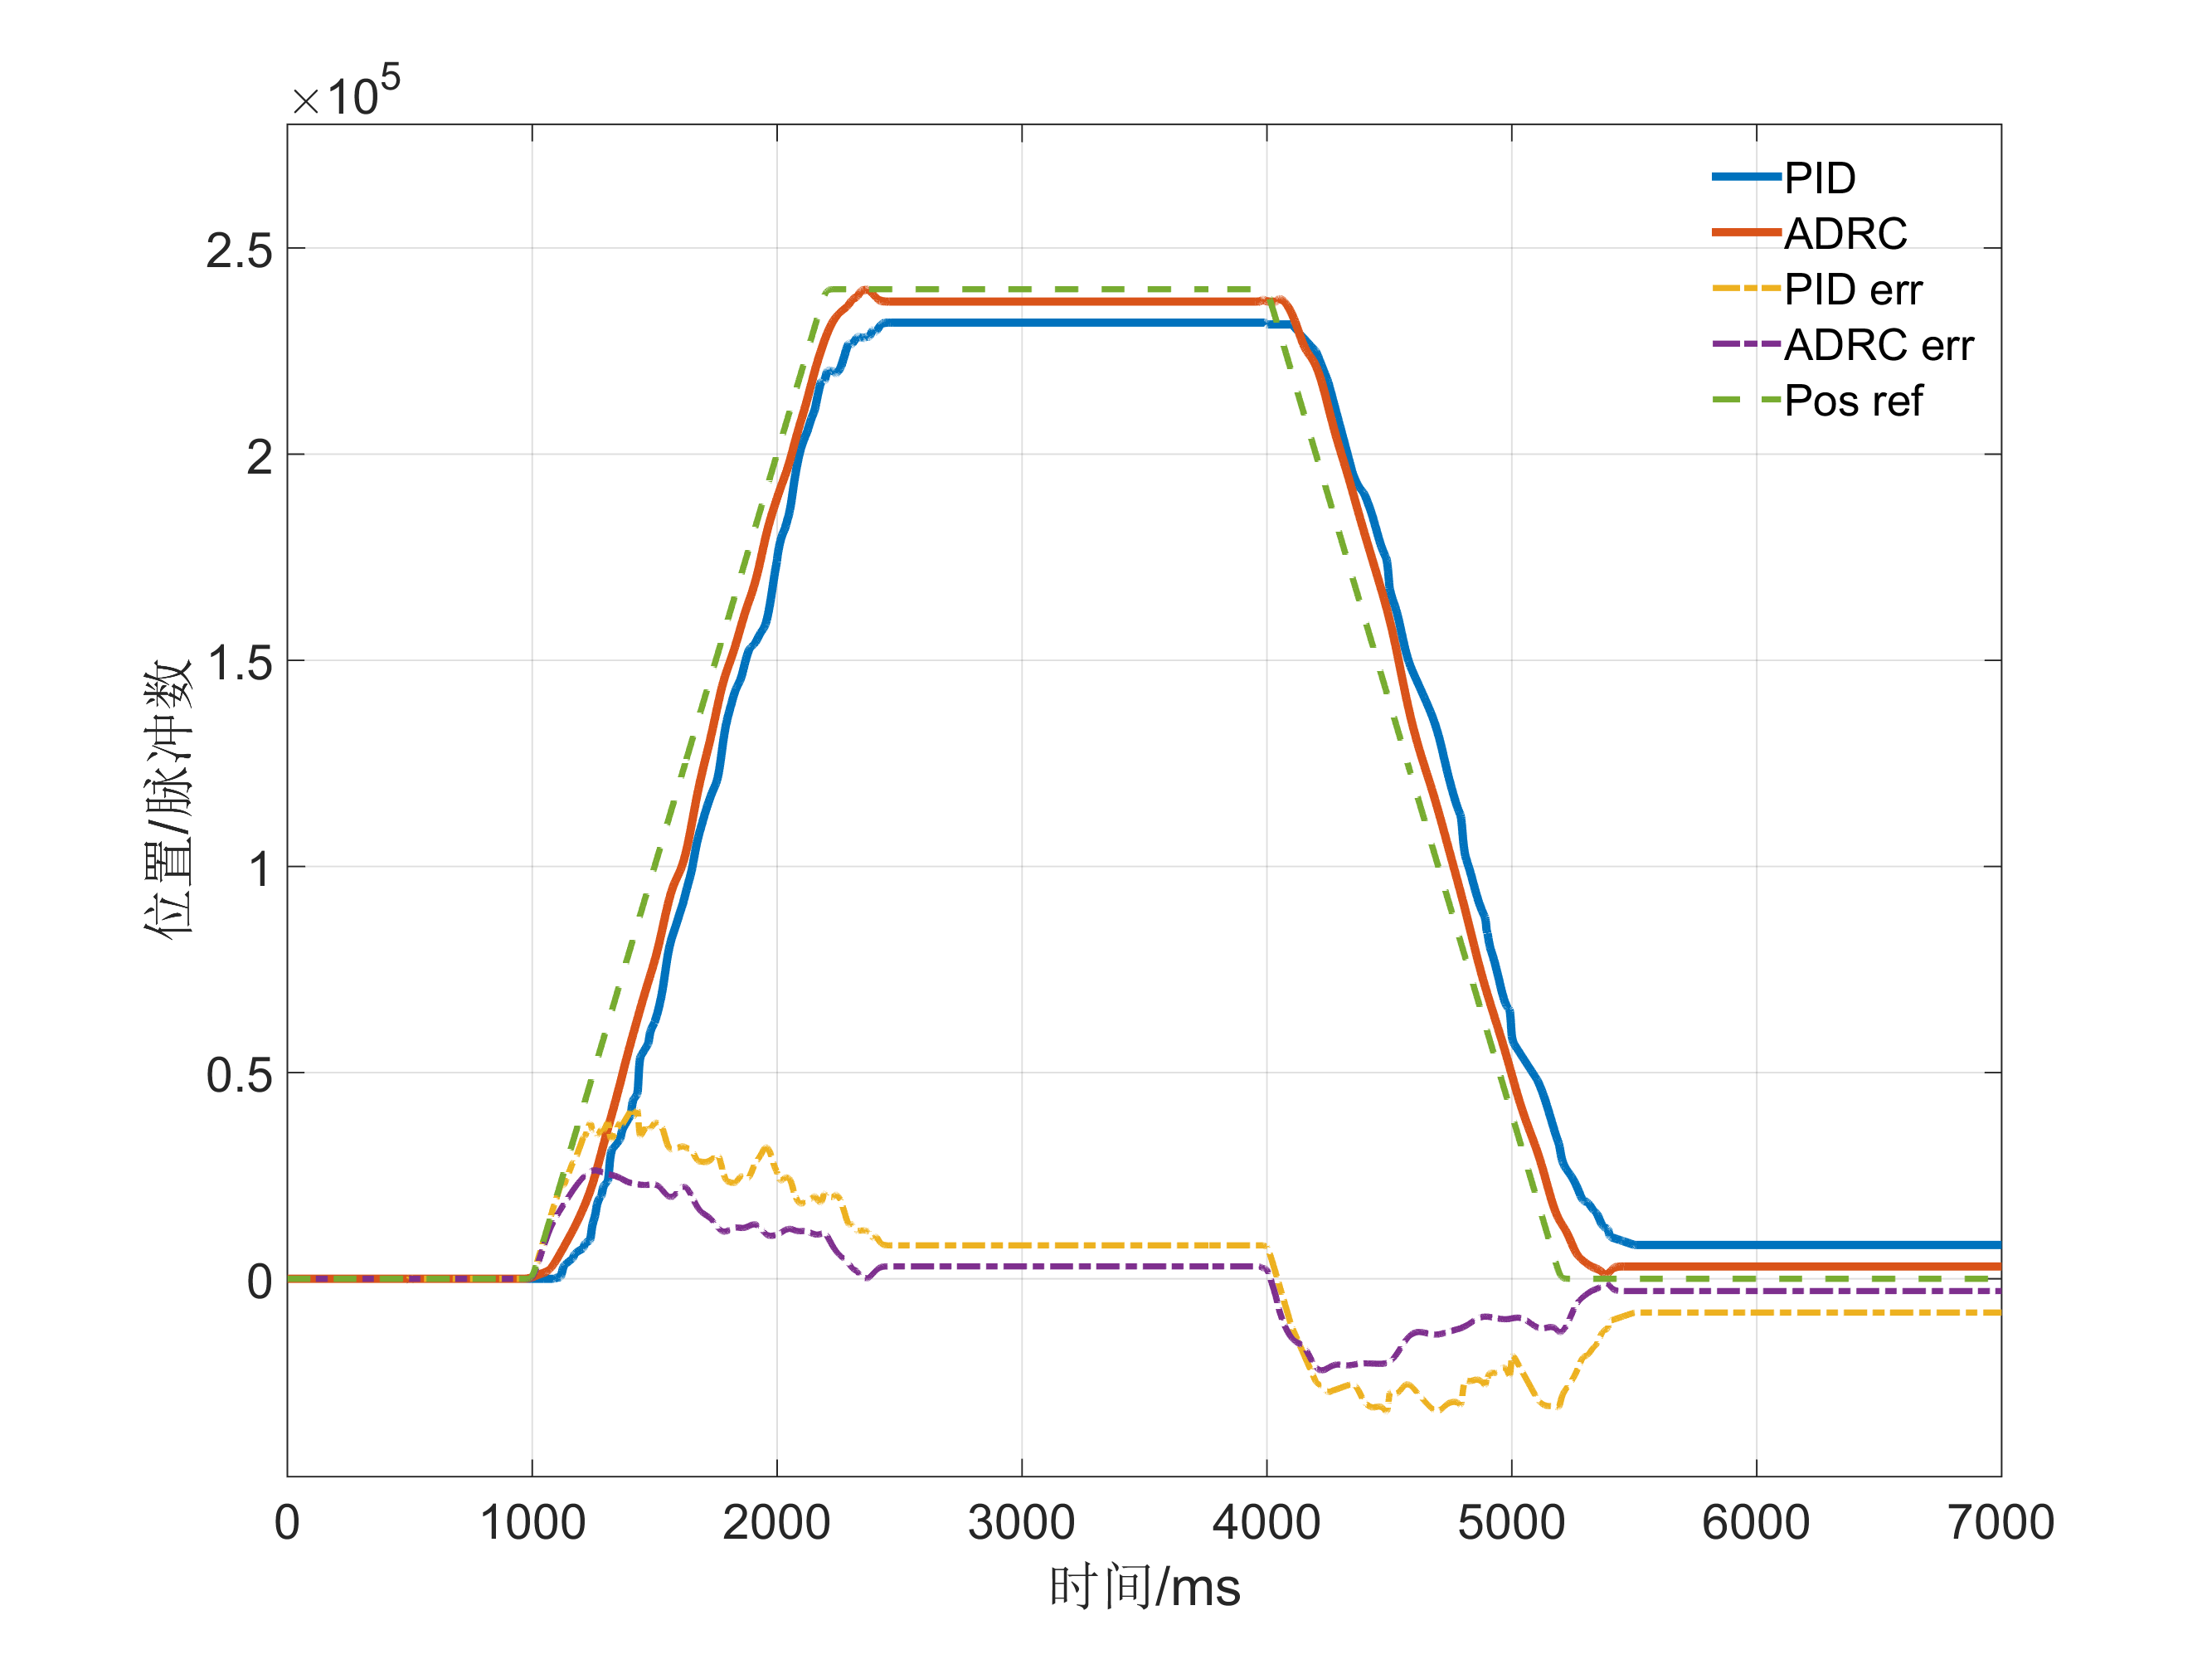 ×10⁵
PID
ADRC
PID err
ADRC err
Pos ref
2.5
2
1.5
1
0.5
0
位置/脉冲数
0 1000 2000 3000 4000 5000 6000 7000
时间/ms